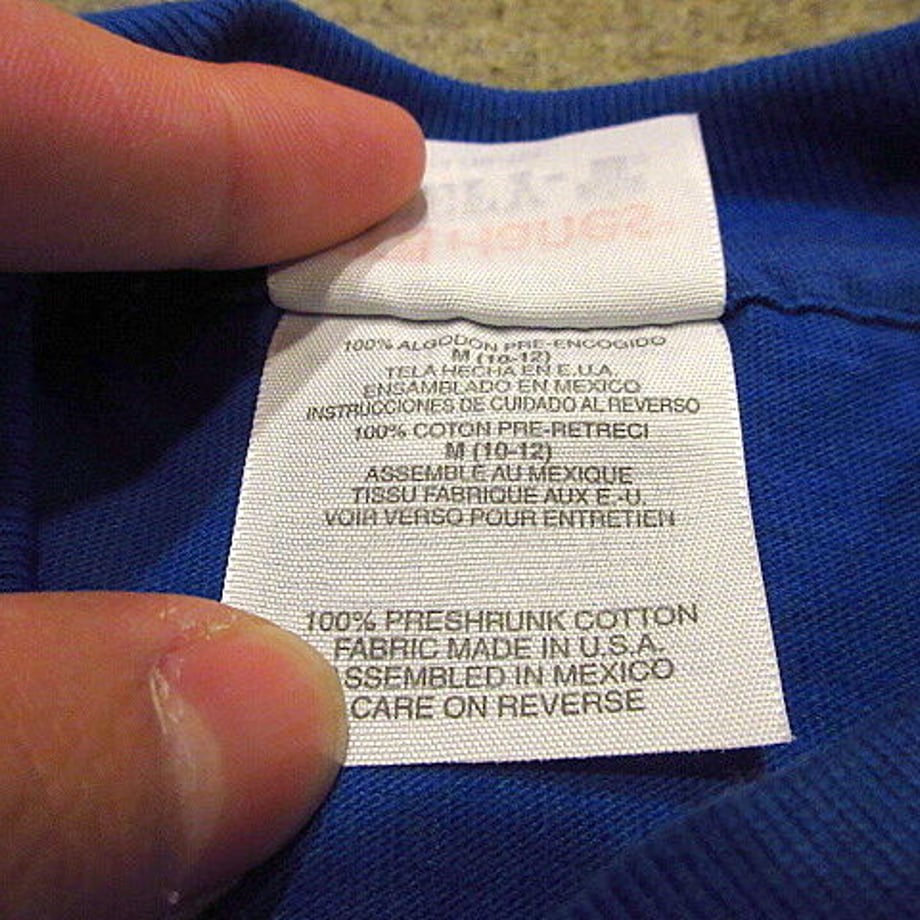 100% ALGODON PRE-ENCOGIDO
M (10-12)
TELA HECHA EN E.U.A.
ENSAMBLADO EN MEXICO
INSTRUCCIONES DE CUIDADO AL REVERSO
100% COTON PRE-RETRECI
M (10-12)
ASSEMBLE AU MEXIQUE
TISSU FABRIQUE AUX E.-U.
VOIR VERSO POUR ENTRETIEN
100% PRESHRUNK COTTON
FABRIC MADE IN U.S.A.
SSEMBLED IN MEXICO
CARE ON REVERSE